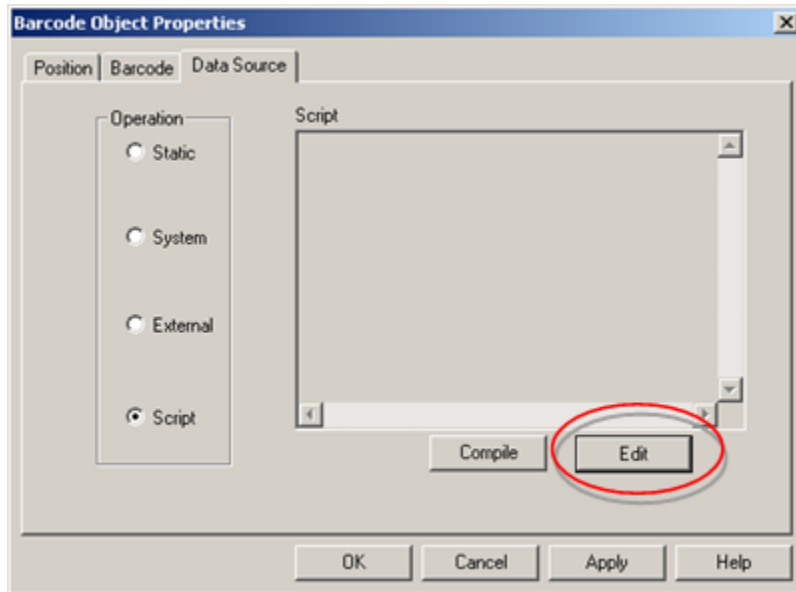 Barcode Object Properties
Position Barcode Data Source
Operation
Script
Static
System
External
Script
Compile Edit
OK Cancel Apply Help